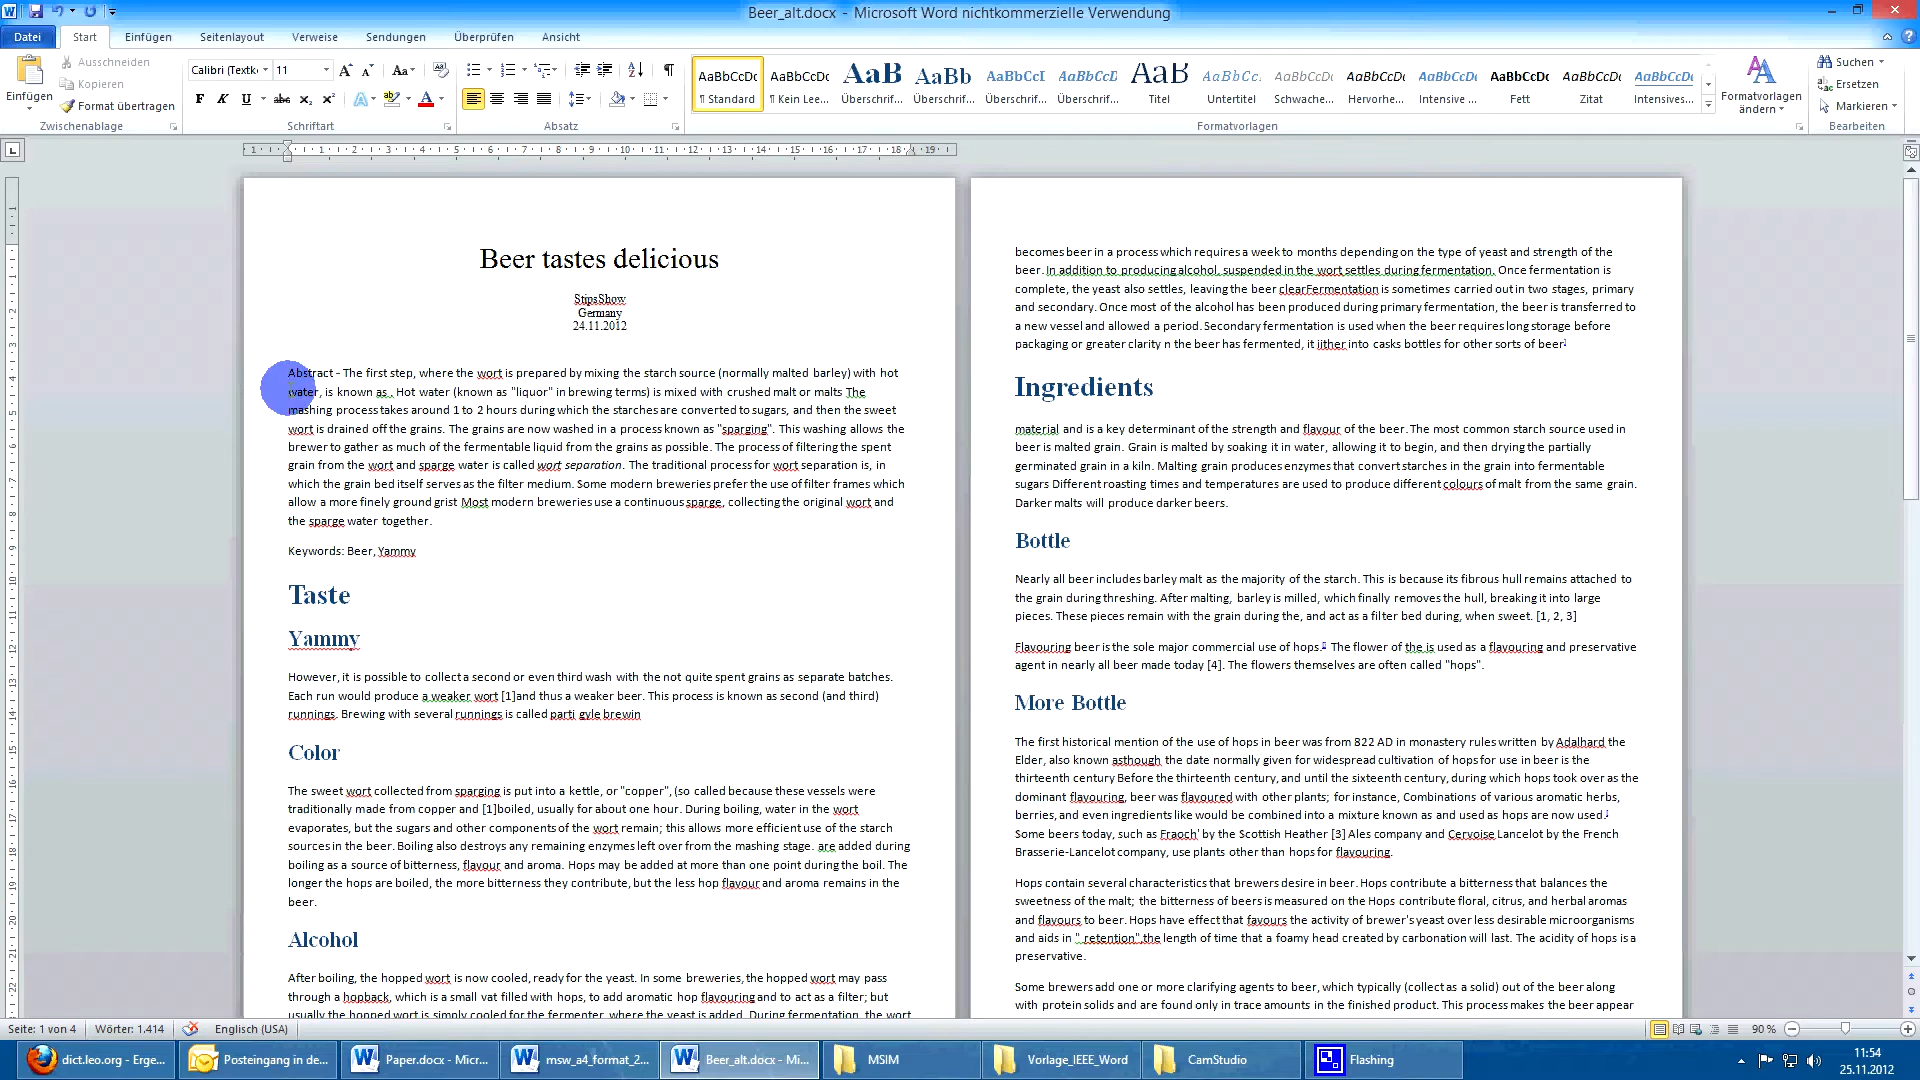 Beer_alt.docx - Microsoft Word nichtkommerzielle Verwendung
Datei Start Einfügen Seitenlayout Verweise Sendungen Überprüfen Ansicht
Einfügen
Ausschneiden
Kopieren
Format übertragen
Zwischenablage
Calibri (Textk 11
Schriftart
Absatz
AaBbCcDc AaBbCcDc AaB AaBb AaBbCcI AaBbCcD AaB AaBbCc. AaBbCcDc AaBbCcDc AaBbCcDc AaBbCcDc AaBbCcDc AaBbCcDc
¶ Standard ¶ Kein Lee... Überschrif... Überschrif... Überschrif... Überschrif... Titel Untertitel Schwache... Hervorhe... Intensive ... Fett Zitat Intensives...
Formatvorlagen
Formatvorlagen ändern
Suchen
Ersetzen
Markieren
Bearbeiten
Beer tastes delicious
StipsShow
Germany
24.11.2012
Abstract - The first step, where the wort is prepared by mixing the starch source (normally malted barley) with hot
water, is known as . Hot water (known as "liquor" in brewing terms) is mixed with crushed malt or malts The
mashing process takes around 1 to 2 hours during which the starches are converted to sugars, and then the sweet
wort is drained off the grains. The grains are now washed in a process known as "sparging". This washing allows the
brewer to gather as much of the fermentable liquid from the grains as possible. The process of filtering the spent
grain from the wort and sparge water is called wort separation. The traditional process for wort separation is, in
which the grain bed itself serves as the filter medium. Some modern breweries prefer the use of filter frames which
allow a more finely ground grist Most modern breweries use a continuous sparge, collecting the original wort and
the sparge water together.
Keywords: Beer, Yammy
Taste
Yammy
However, it is possible to collect a second or even third wash with the not quite spent grains as separate batches.
Each run would produce a weaker wort [1]and thus a weaker beer. This process is known as second (and third)
runnings. Brewing with several runnings is called parti gyle brewin
Color
The sweet wort collected from sparging is put into a kettle, or "copper", (so called because these vessels were
traditionally made from copper and [1]boiled, usually for about one hour. During boiling, water in the wort
evaporates, but the sugars and other components of the wort remain; this allows more efficient use of the starch
sources in the beer. Boiling also destroys any remaining enzymes left over from the mashing stage. are added during
boiling as a source of bitterness, flavour and aroma. Hops may be added at more than one point during the boil. The
longer the hops are boiled, the more bitterness they contribute, but the less hop flavour and aroma remains in the
beer.
Alcohol
After boiling, the hopped wort is now cooled, ready for the yeast. In some breweries, the hopped wort may pass
through a hopback, which is a small vat filled with hops, to add aromatic hop flavouring and to act as a filter; but
usually the hopped wort is simply cooled for the fermenter, where the yeast is added. During fermentation, the wort
becomes beer in a process which requires a week to months depending on the type of yeast and strength of the
beer. In addition to producing alcohol, suspended in the wort settles during fermentation. Once fermentation is
complete, the yeast also settles, leaving the beer clearFermentation is sometimes carried out in two stages, primary
and secondary. Once most of the alcohol has been produced during primary fermentation, the beer is transferred to
a new vessel and allowed a period. Secondary fermentation is used when the beer requires long storage before
packaging or greater clarity n the beer has fermented, it iither into casks bottles for other sorts of beer
Ingredients
material and is a key determinant of the strength and flavour of the beer. The most common starch source used in
beer is malted grain. Grain is malted by soaking it in water, allowing it to begin, and then drying the partially
germinated grain in a kiln. Malting grain produces enzymes that convert starches in the grain into fermentable
sugars Different roasting times and temperatures are used to produce different colours of malt from the same grain.
Darker malts will produce darker beers.
Bottle
Nearly all beer includes barley malt as the majority of the starch. This is because its fibrous hull remains attached to
the grain during threshing. After malting, barley is milled, which finally removes the hull, breaking it into large
pieces. These pieces remain with the grain during the, and act as a filter bed during, when sweet. [1, 2, 3]
Flavouring beer is the sole major commercial use of hops. The flower of the is used as a flavouring and preservative
agent in nearly all beer made today [4]. The flowers themselves are often called "hops".
More Bottle
The first historical mention of the use of hops in beer was from 822 AD in monastery rules written by Adalhard the
Elder, also known asthough the date normally given for widespread cultivation of hops for use in beer is the
thirteenth century Before the thirteenth century, and until the sixteenth century, during which hops took over as the
dominant flavouring, beer was flavoured with other plants; for instance, Combinations of various aromatic herbs,
berries, and even ingredients like would be combined into a mixture known as and used as hops are now used.
Some beers today, such as Fraoch' by the Scottish Heather [3] Ales company and Cervoise Lancelot by the French
Brasserie-Lancelot company, use plants other than hops for flavouring.
Hops contain several characteristics that brewers desire in beer. Hops contribute a bitterness that balances the
sweetness of the malt; the bitterness of beers is measured on the Hops contribute floral, citrus, and herbal aromas
and flavours to beer. Hops have effect that favours the activity of brewer's yeast over less desirable microorganisms
and aids in " retention",the length of time that a foamy head created by carbonation will last. The acidity of hops is a
preservative.
Some brewers add one or more clarifying agents to beer, which typically (collect as a solid) out of the beer along
with protein solids and are found only in trace amounts in the finished product. This process makes the beer appear
Seite: 1 von 4 Wörter: 1.414 Englisch (USA) 90 %
dict.leo.org - Erge... Posteingang in de... Paper.docx - Micr... msw_a4_format_2... Beer_alt.docx - Mi... MSIM Vorlage_IEEE_Word CamStudio Flashing
11:54
25.11.2012